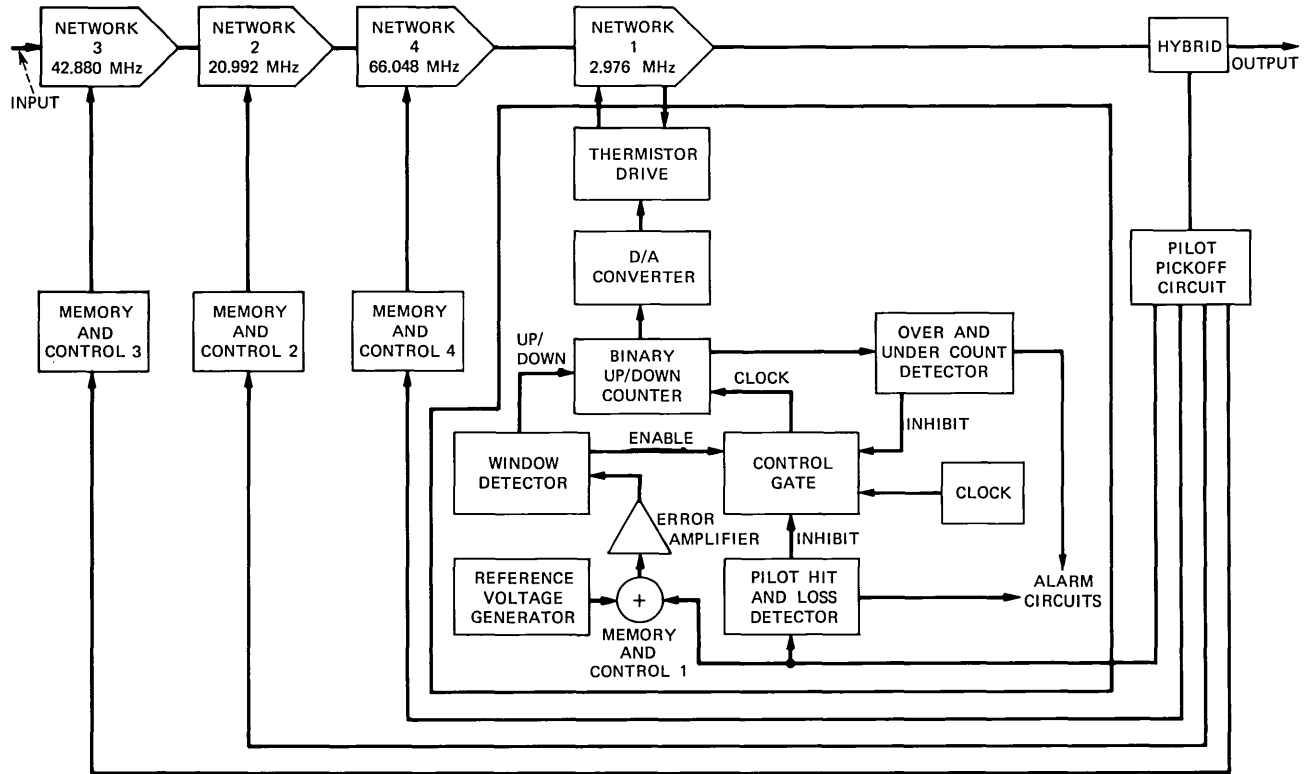 NETWORK
3
42.880 MHz
NETWORK
2
20.992 MHz
NETWORK
4
66.048 MHz
NETWORK
1
2.976 MHz
HYBRID
INPUT
OUTPUT
THERMISTOR
DRIVE
D/A
CONVERTER
PILOT
PICKOFF
CIRCUIT
MEMORY
AND
CONTROL 3
MEMORY
AND
CONTROL 2
MEMORY
AND
CONTROL 4
UP/
DOWN
BINARY
UP/DOWN
COUNTER
CLOCK
OVER AND
UNDER COUNT
DETECTOR
INHIBIT
WINDOW
DETECTOR
ENABLE
CONTROL
GATE
CLOCK
ERROR
AMPLIFIER
INHIBIT
REFERENCE
VOLTAGE
GENERATOR
+
MEMORY
AND
CONTROL 1
PILOT HIT
AND LOSS
DETECTOR
ALARM
CIRCUITS